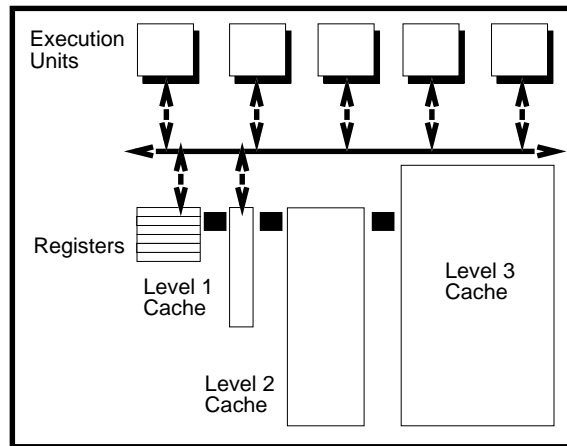 Execution
Units
Registers
Level 1
Cache
Level 2
Cache
Level 3
Cache